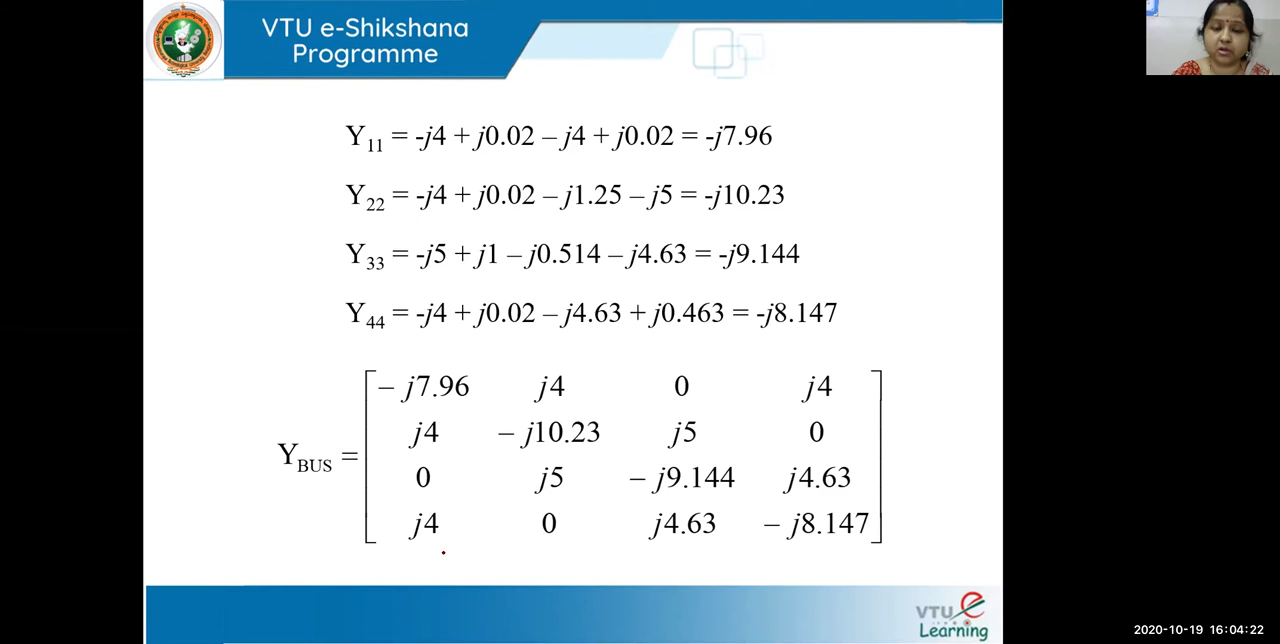 VTU e-Shikshana
Programme
Y11 = -j4 + j0.02 – j4 + j0.02 = -j7.96
Y22 = -j4 + j0.02 – j1.25 – j5 = -j10.23
Y33 = -j5 + j1 – j0.514 – j4.63 = -j9.144
Y44 = -j4 + j0.02 – j4.63 + j0.463 = -j8.147
– j7.96 j4 0 j4
j4 – j10.23 j5 0
YBUS =
0 j5 – j9.144 j4.63
j4 0 j4.63 – j8.147
VTU e
Learning
2020-10-19 16:04:22